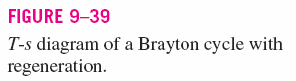 FIGURE 9–39
T-s diagram of a Brayton cycle with
regeneration.